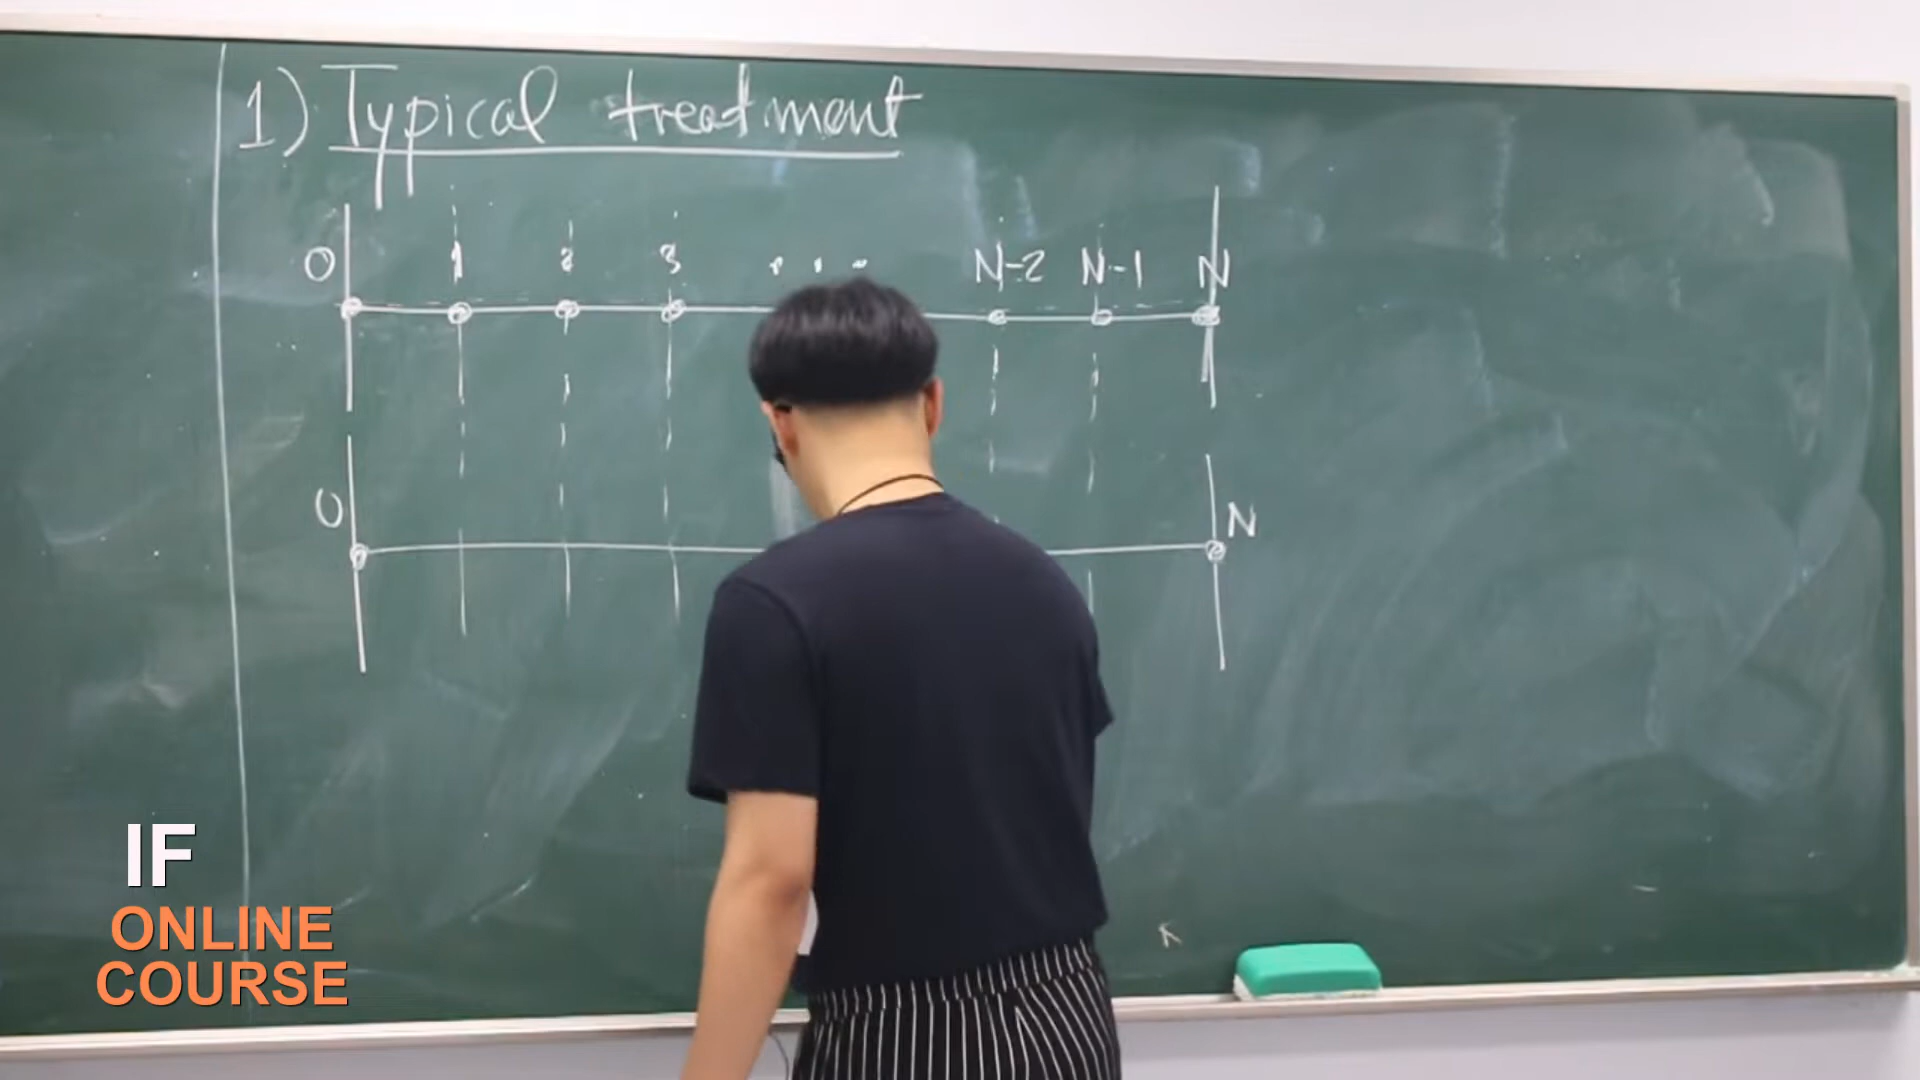 1) Typical treatment
0 1 2 3 . . . N-2 N-1 N
0 N
IF
ONLINE
COURSE